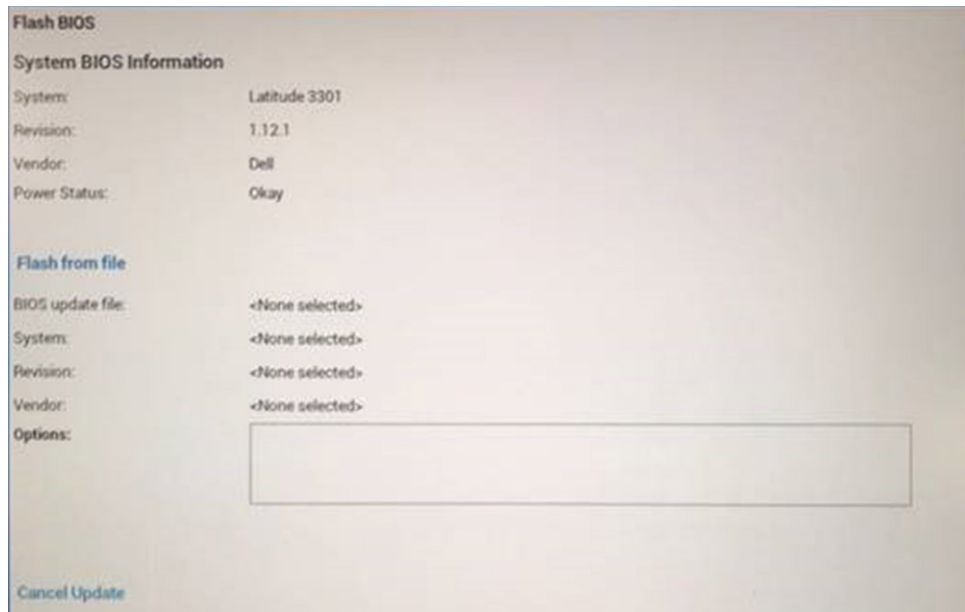 Flash BIOS
System BIOS Information
System: Latitude 3301
Revision: 1.12.1
Vendor: Dell
Power Status: Okay
Flash from file
BIOS update file: <None selected>
System: <None selected>
Revision: <None selected>
Vendor: <None selected>
Options:
Cancel Update